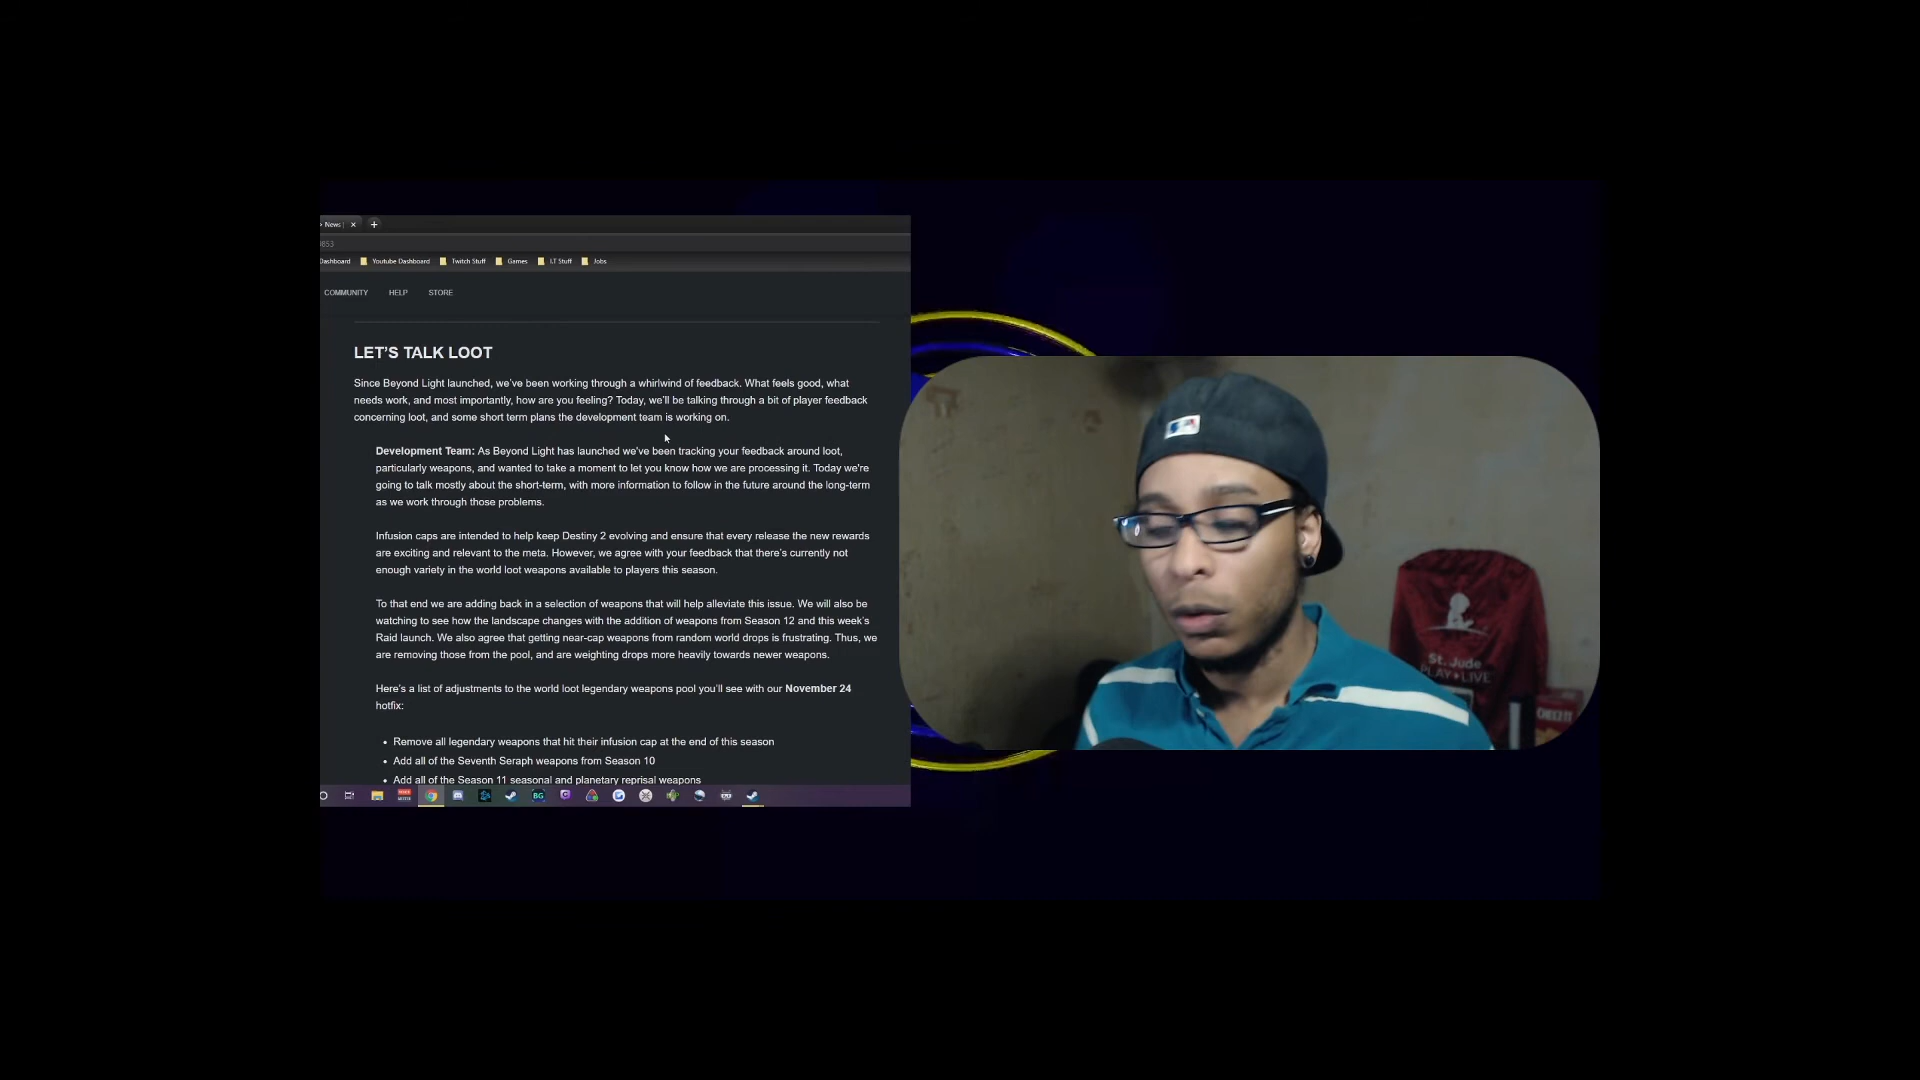 News |
853
Dashboard Youtube Dashboard Twitch Stuff Games I.T Stuff Jobs
COMMUNITY HELP STORE
LET'S TALK LOOT
Since Beyond Light launched, we've been working through a whirlwind of feedback. What feels good, what
needs work, and most importantly, how are you feeling? Today, we'll be talking through a bit of player feedback
concerning loot, and some short term plans the development team is working on.
Development Team: As Beyond Light has launched we've been tracking your feedback around loot,
particularly weapons, and wanted to take a moment to let you know how we are processing it. Today we're
going to talk mostly about the short-term, with more information to follow in the future around the long-term
as we work through those problems.
Infusion caps are intended to help keep Destiny 2 evolving and ensure that every release the new rewards
are exciting and relevant to the meta. However, we agree with your feedback that there's currently not
enough variety in the world loot weapons available to players this season.
To that end we are adding back in a selection of weapons that will help alleviate this issue. We will also be
watching to see how the landscape changes with the addition of weapons from Season 12 and this week's
Raid launch. We also agree that getting near-cap weapons from random world drops is frustrating. Thus, we
are removing those from the pool, and are weighting drops more heavily towards newer weapons.
Here's a list of adjustments to the world loot legendary weapons pool you'll see with our November 24
hotfix:
• Remove all legendary weapons that hit their infusion cap at the end of this season
• Add all of the Seventh Seraph weapons from Season 10
• Add all of the Season 11 seasonal and planetary reprisal weapons
BG
St. Jude
PLAY LIVE